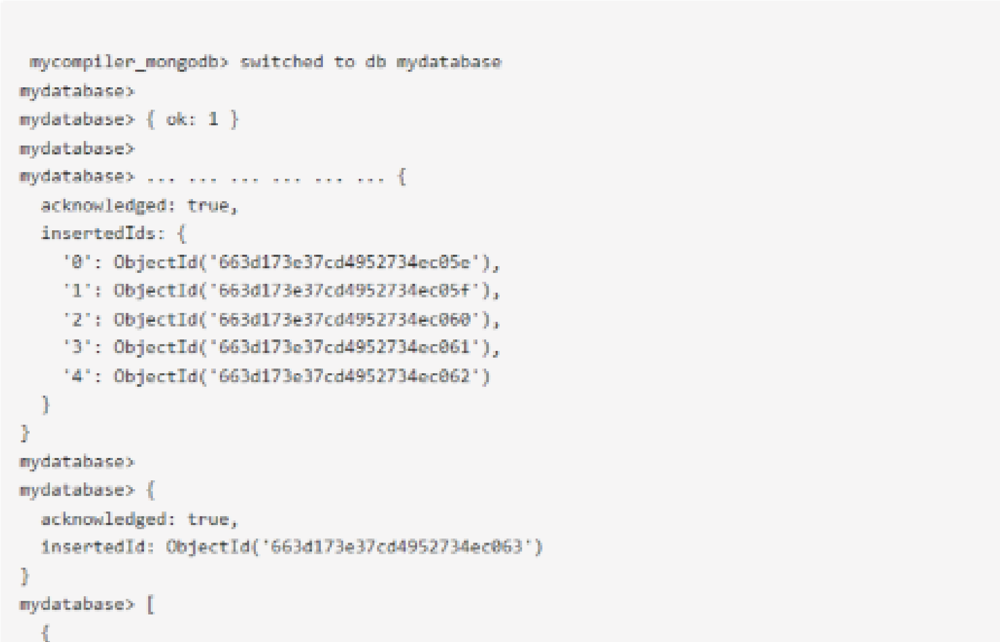 mycompiler_mongodb> switched to db mydatabase
mydatabase>
mydatabase> { ok: 1 }
mydatabase>
mydatabase> ... ... ... ... ... ... {
  acknowledged: true,
  insertedIds: {
    '0': ObjectId('663d173e37cd4952734ec05e'),
    '1': ObjectId('663d173e37cd4952734ec05f'),
    '2': ObjectId('663d173e37cd4952734ec060'),
    '3': ObjectId('663d173e37cd4952734ec061'),
    '4': ObjectId('663d173e37cd4952734ec062')
  }
}
mydatabase>
mydatabase> {
  acknowledged: true,
  insertedId: ObjectId('663d173e37cd4952734ec063')
}
mydatabase> [
  {